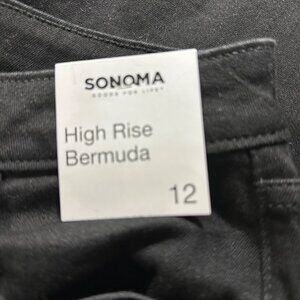 SONOMA
GOODS FOR LIFE
High Rise
Bermuda
12